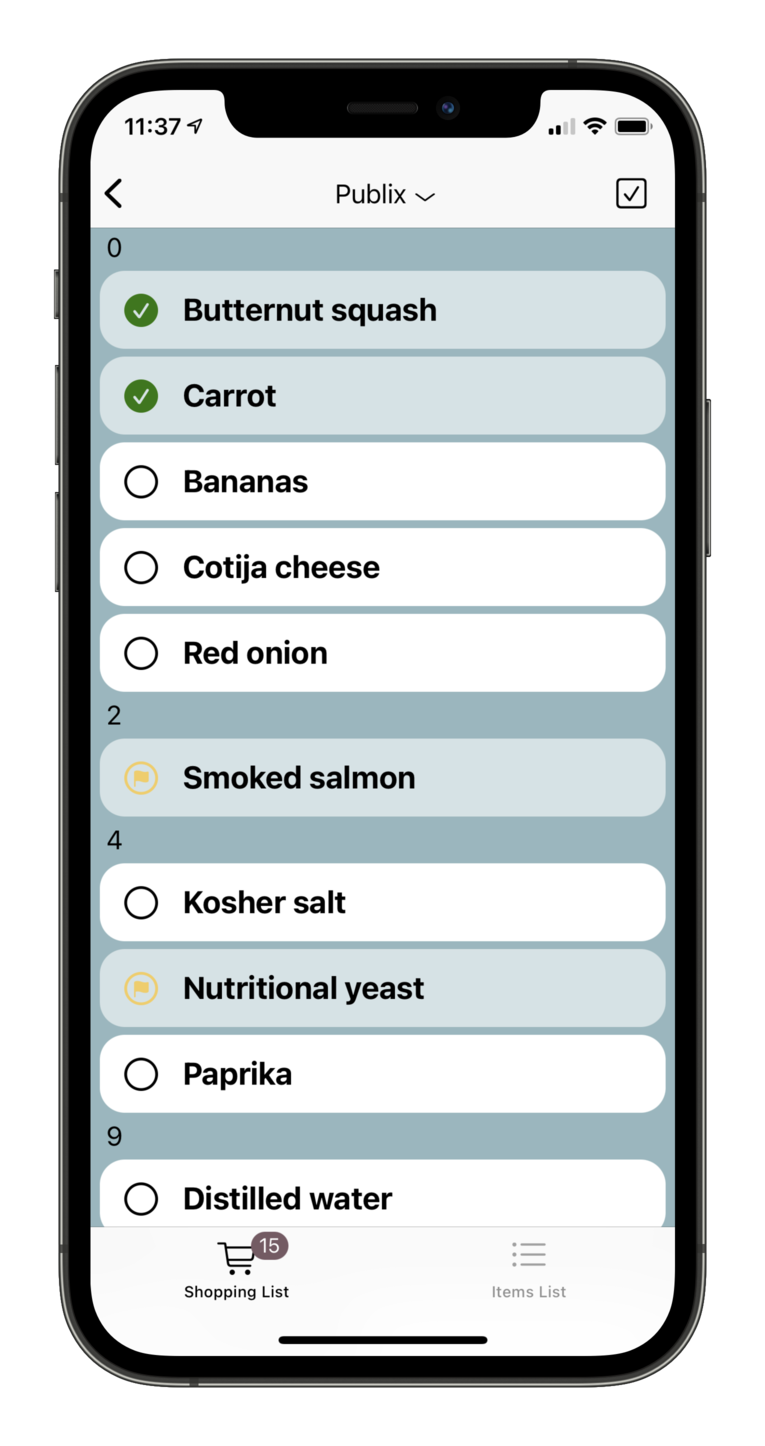 11:37
Publix
0
Butternut squash
Carrot
Bananas
Cotija cheese
Red onion
2
Smoked salmon
4
Kosher salt
Nutritional yeast
Paprika
9
Distilled water
15
Shopping List
Items List